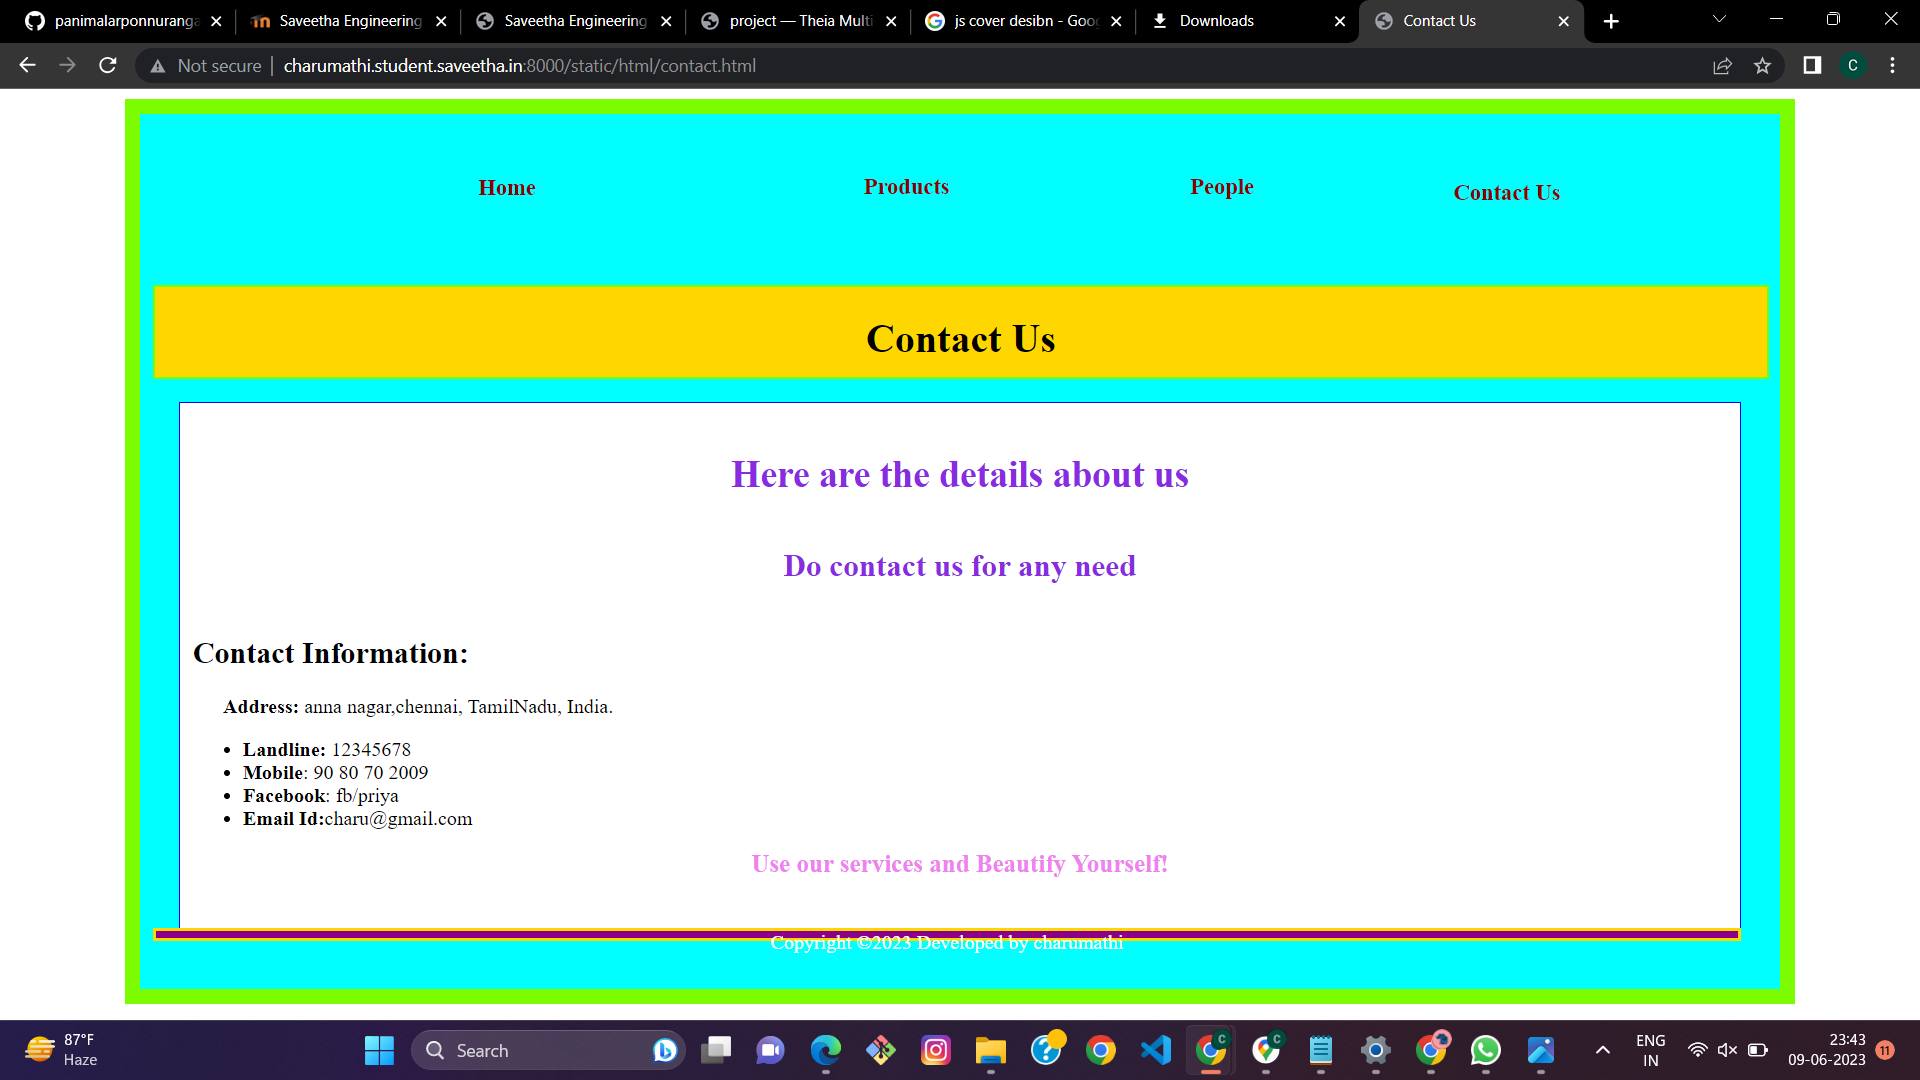 panimalarponnuranga
Saveetha Engineering
Saveetha Engineering
project — Theia Multi
js cover desibn - Goo
Downloads
Contact Us
Not secure
charumathi.student.saveetha.in:8000/static/html/contact.html
C
Home
Products
People
Contact Us
Contact Us
Here are the details about us
Do contact us for any need
Contact Information:
Address: anna nagar,chennai, TamilNadu, India.
• Landline: 12345678
• Mobile: 90 80 70 2009
• Facebook: fb/priya
• Email Id:charu@gmail.com
Use our services and Beautify Yourself!
Copyright ©2023 Developed by charumathi
87°F
Haze
Search
C
C
ENG
IN
23:43
09-06-2023
11